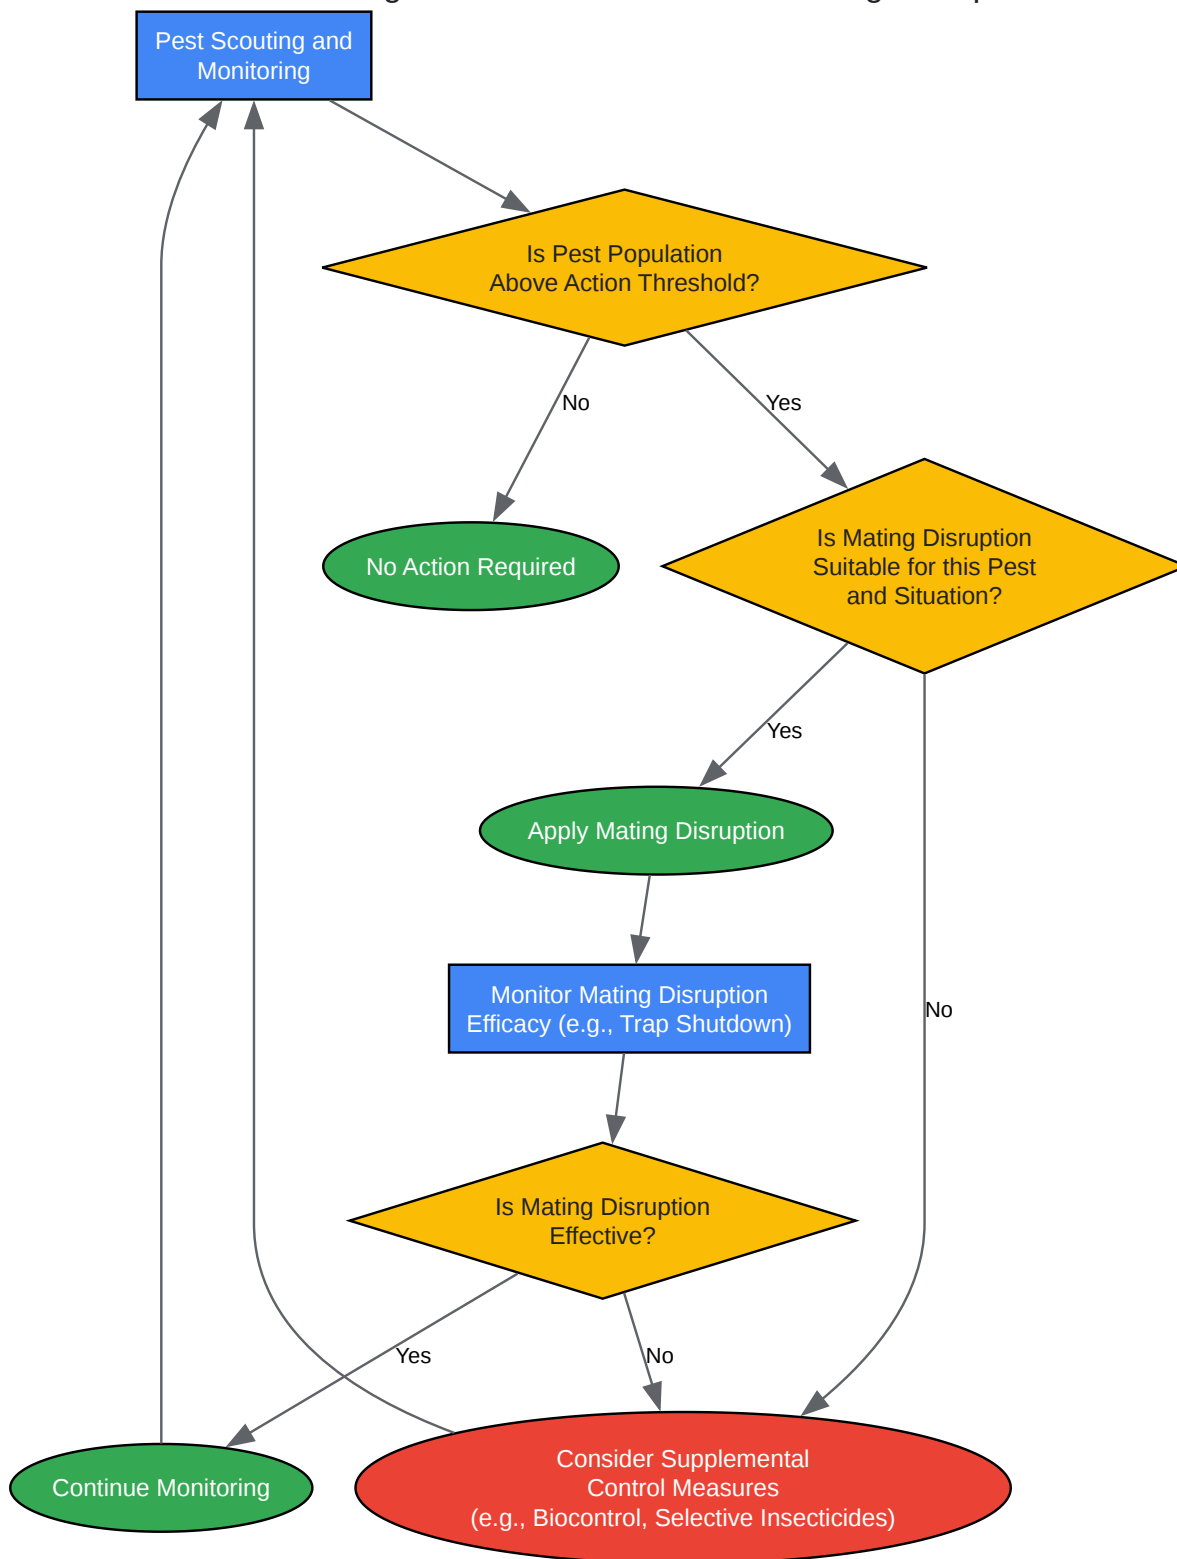 Pest Scouting and
Monitoring
Is Pest Population
Above Action Threshold?
No
Yes
Is Mating Disruption
Suitable for this Pest
and Situation?
No Action Required
Yes
Apply Mating Disruption
Monitor Mating Disruption
Efficacy (e.g., Trap Shutdown)
No
Is Mating Disruption
Effective?
Yes
No
Consider Supplemental
Control Measures
(e.g., Biocontrol, Selective Insecticides)
Continue Monitoring